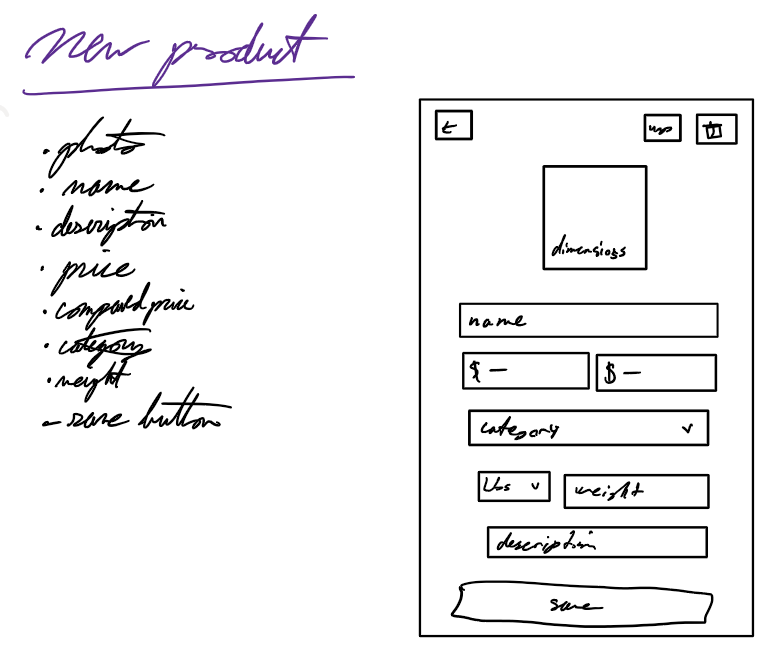 new product
• photo
• name
• description
• price
• compared price
• category
• weight
- save button
dimensions
name
$ — $ —
category
Lbs weight
description
save